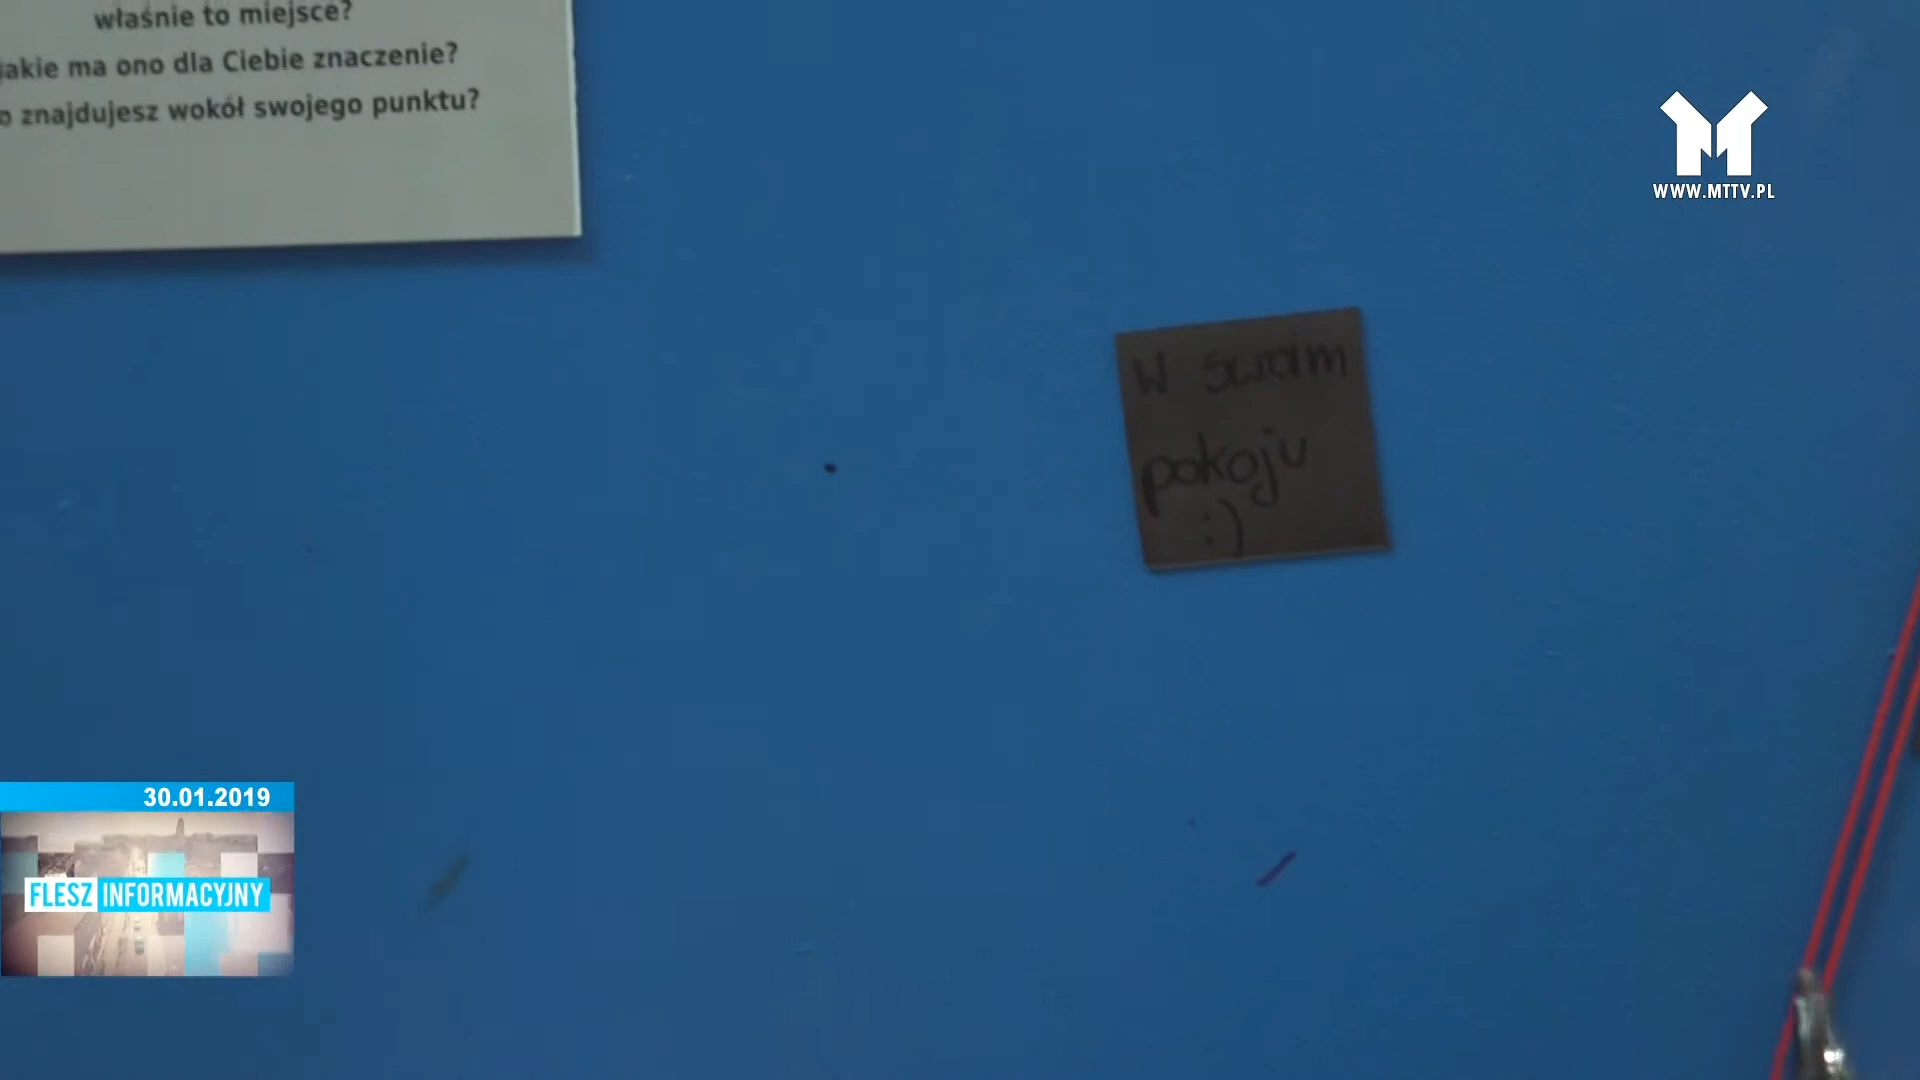 właśnie to miejsce?
jakie ma ono dla Ciebie znaczenie?
znajdujesz wokół swojego punktu?
WWW.MTTV.PL
W swoim
pokoju
:)
30.01.2019
FLESZ INFORMACYJNY